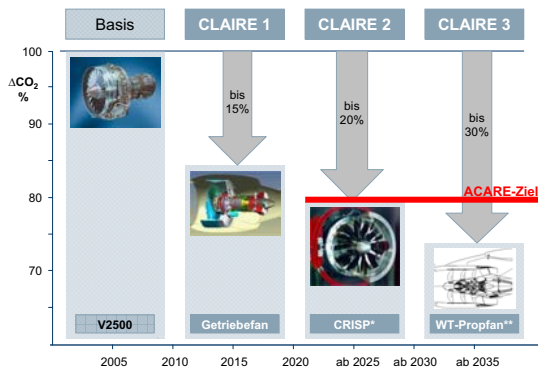 Basis
CLAIRE 1
CLAIRE 2
CLAIRE 3
100
ΔCO₂
%
90
80
70
bis
15%
bis
20%
bis
30%
ACARE-Ziel
V2500
Getriebefan
CRISP*
WT-Propfan**
2005
2010
2015
2020
ab 2025
ab 2030
ab 2035